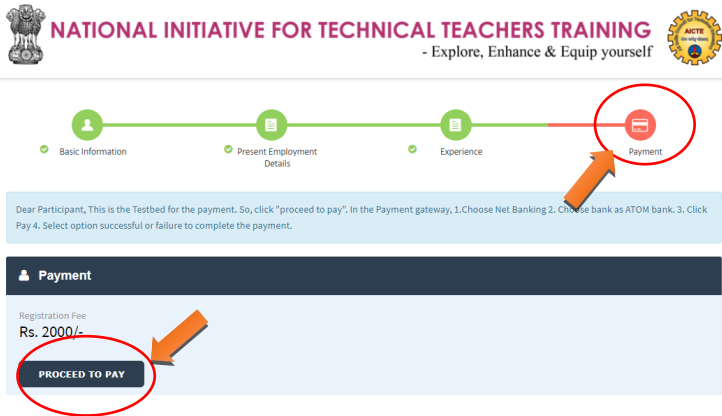 NATIONAL INITIATIVE FOR TECHNICAL TEACHERS TRAINING
- Explore, Enhance & Equip yourself
AICTE
Basic Information
Present Employment
Details
Experience
Payment
Dear Participant, This is the Testbed for the payment. So, click "proceed to pay". In the Payment gateway, 1.Choose Net Banking 2. Choose bank as ATOM bank. 3. Click
Pay 4. Select option successful or failure to complete the payment.
Payment
Registration Fee
Rs. 2000/-
PROCEED TO PAY